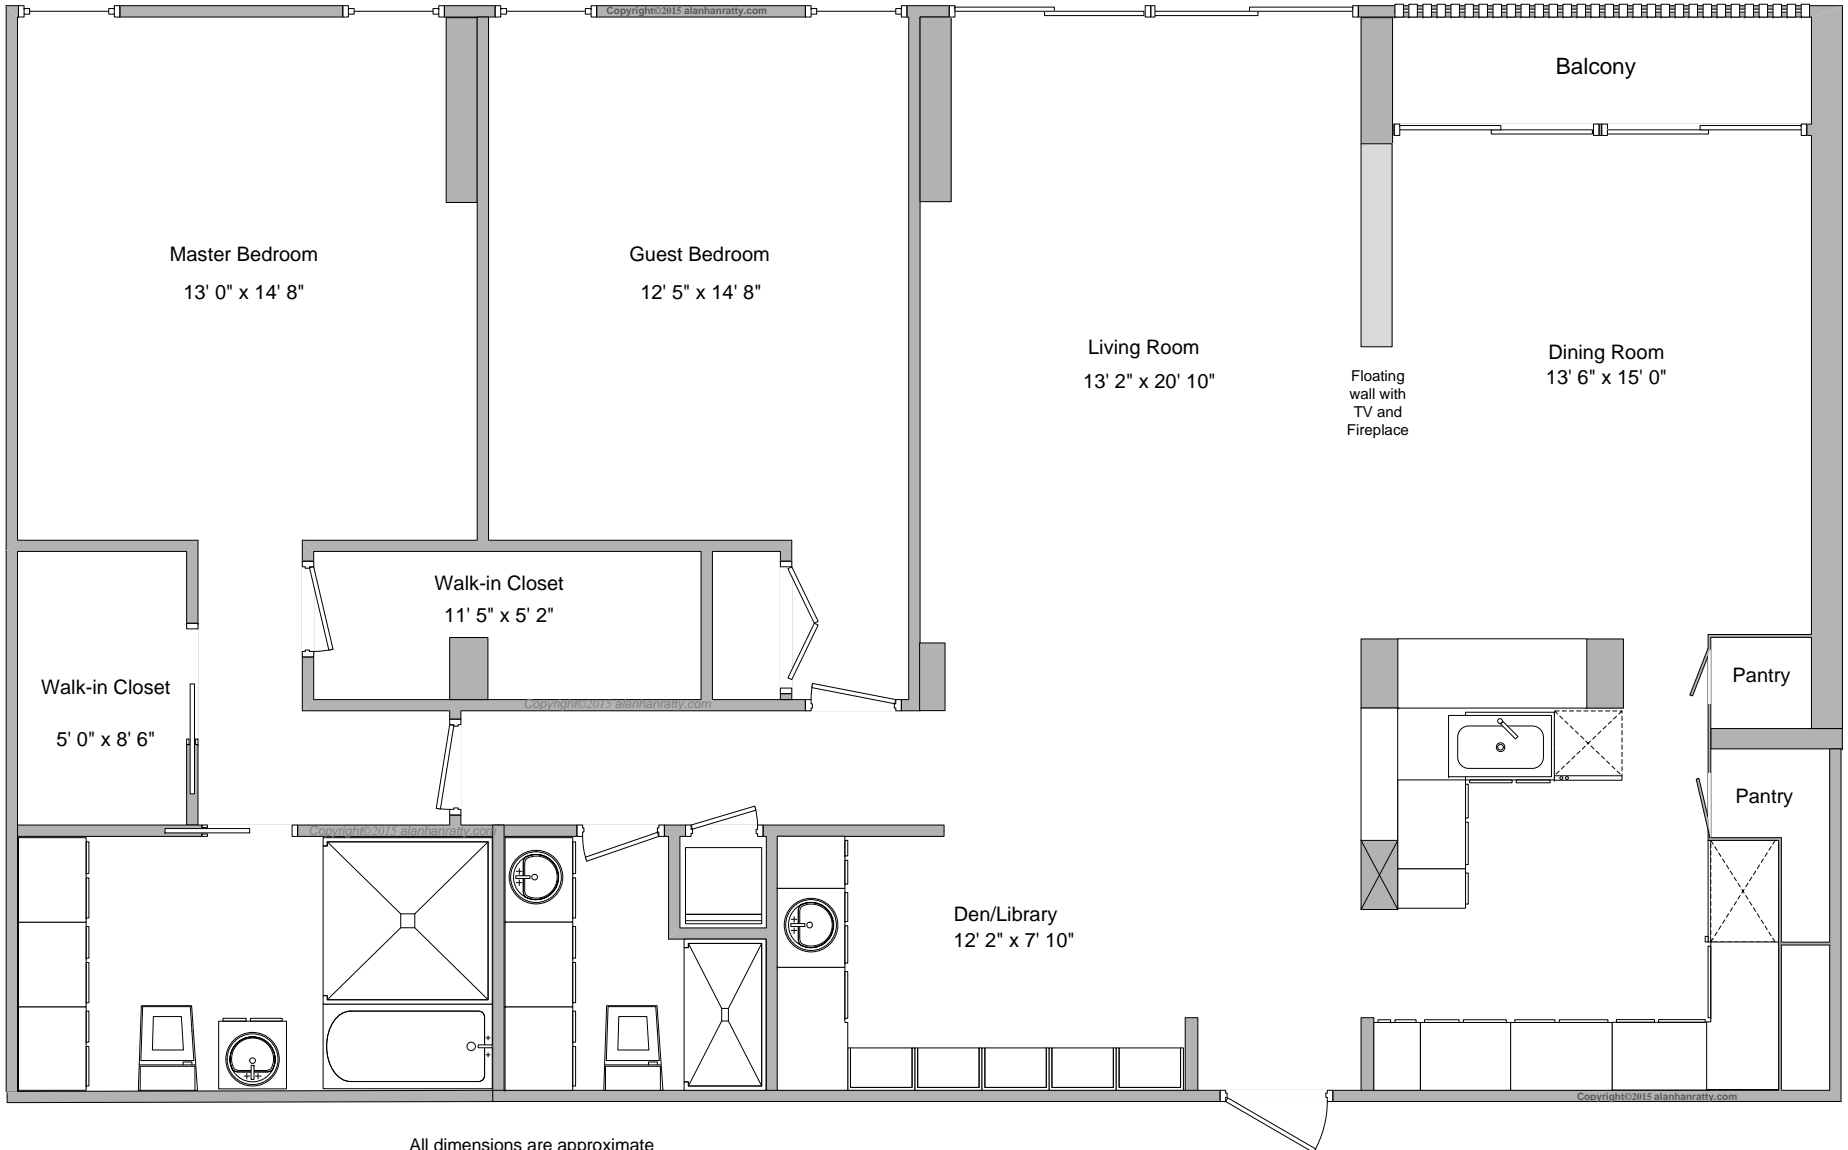 Copyright©2015 alanhanratty.com
Balcony
Master Bedroom
13' 0" x 14' 8"
Guest Bedroom
12' 5" x 14' 8"
Living Room
13' 2" x 20' 10"
Floating
wall with
TV and
Fireplace
Dining Room
13' 6" x 15' 0"
Walk-in Closet
11' 5" x 5' 2"
Walk-in Closet
5' 0" x 8' 6"
Copyright©2015 alanhanratty.com
Pantry
Pantry
Copyright©2015 alanhanratty.com
Den/Library
12' 2" x 7' 10"
Copyright©2015 alanhanratty.com
All dimensions are approximate